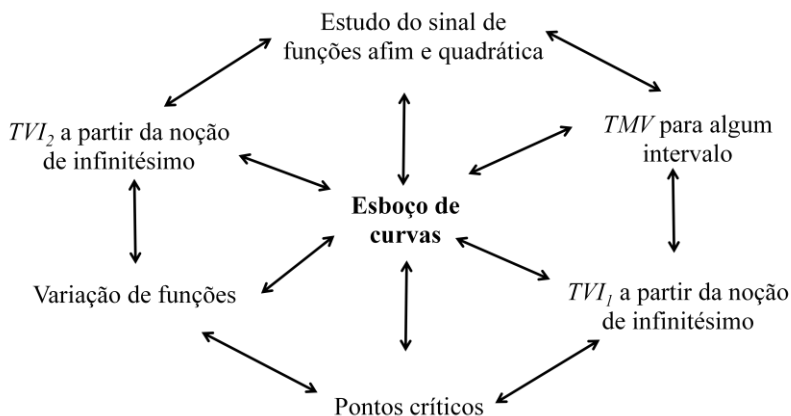 Estudo do sinal de
funções afim e quadrática
TVI₂ a partir da noção
de infinitésimo
TMV para algum
intervalo
Esboço de
curvas
Variação de funções
TVI₁ a partir da noção
de infinitésimo
Pontos críticos